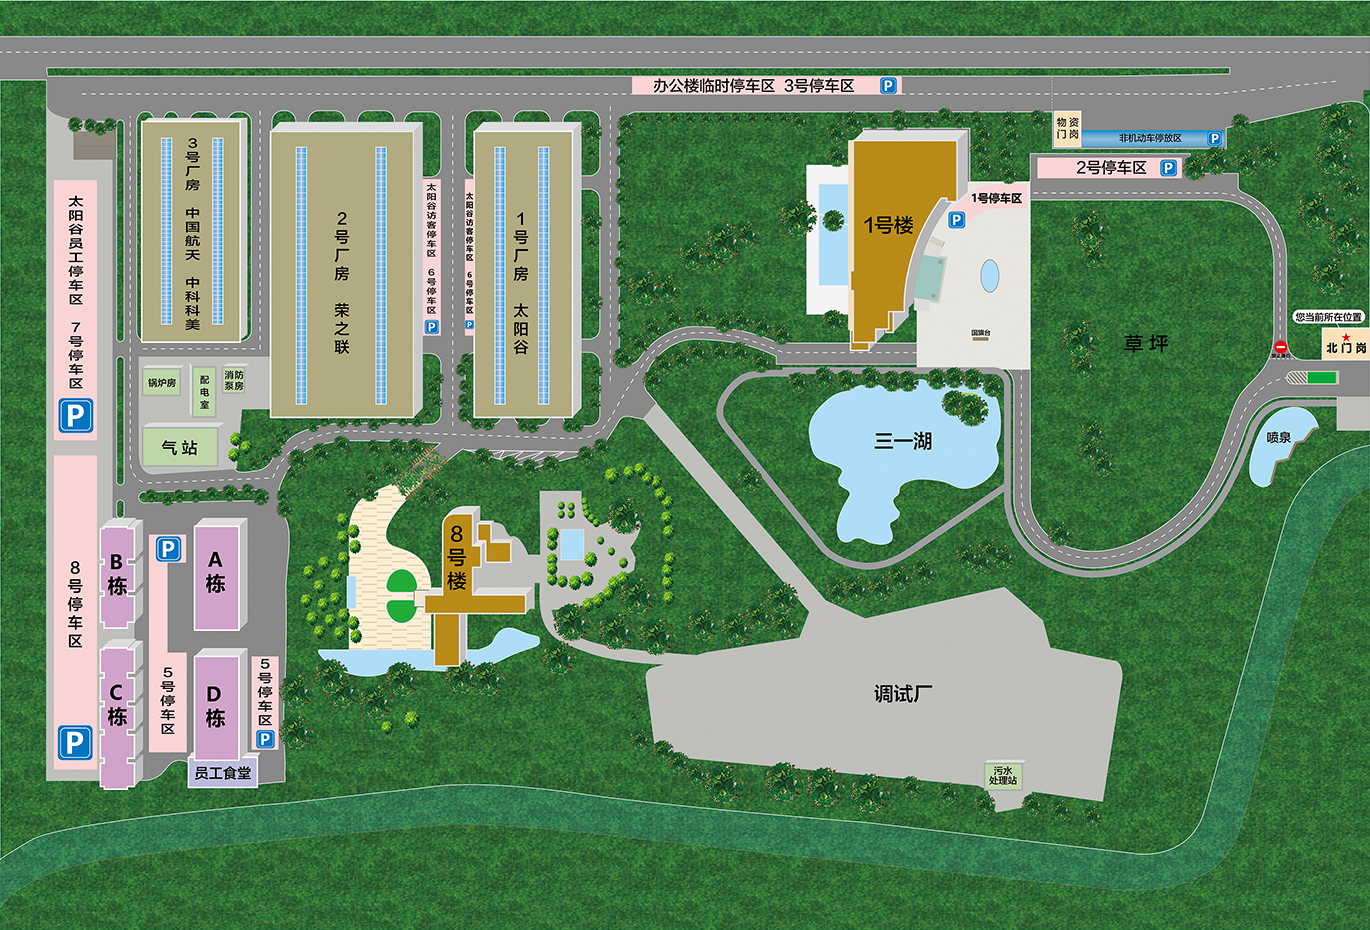 办公楼临时停车区 3号停车区
P
物资
门岗
非机动车停放区
P
2号停车区
P
1号停车区
P
1号楼
国旗台
草坪
您当前所在位置
北门岗
喷泉
三一湖
3号厂房 中国航天 中科科美
2号厂房 荣之联
太阳谷访客停车区 6号停车区
P
太阳谷访客停车区 6号停车区
P
1号厂房 太阳谷
太阳谷员工停车区 7号停车区
P
锅炉房
配电室
消防
泵房
气站
8号停车区
P
B栋
P
A栋
C栋
5号停车区
D栋
5号停车区
P
员工食堂
8号楼
调试厂
污水
处理站